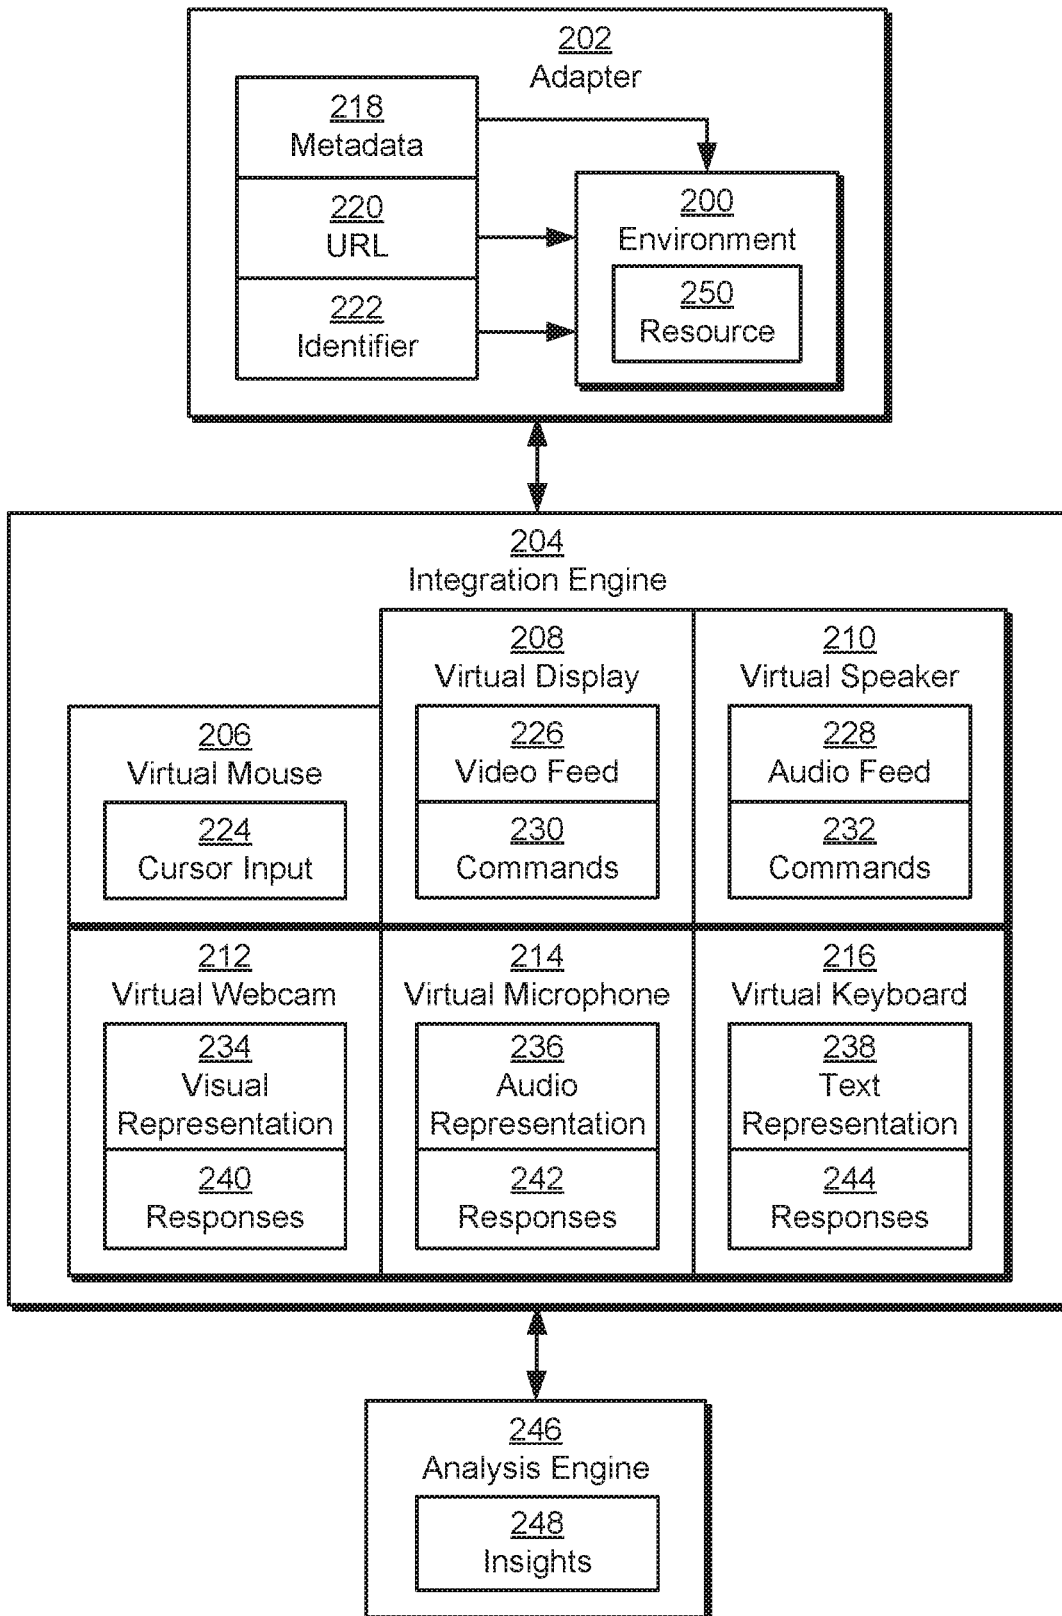 202
Adapter
218
Metadata
220
URL
222
Identifier
200
Environment
250
Resource
204
Integration Engine
206
Virtual Mouse
224
Cursor Input
208
Virtual Display
226
Video Feed
230
Commands
210
Virtual Speaker
228
Audio Feed
232
Commands
212
Virtual Webcam
234
Visual
Representation
240
Responses
214
Virtual Microphone
236
Audio
Representation
242
Responses
216
Virtual Keyboard
238
Text
Representation
244
Responses
246
Analysis Engine
248
Insights